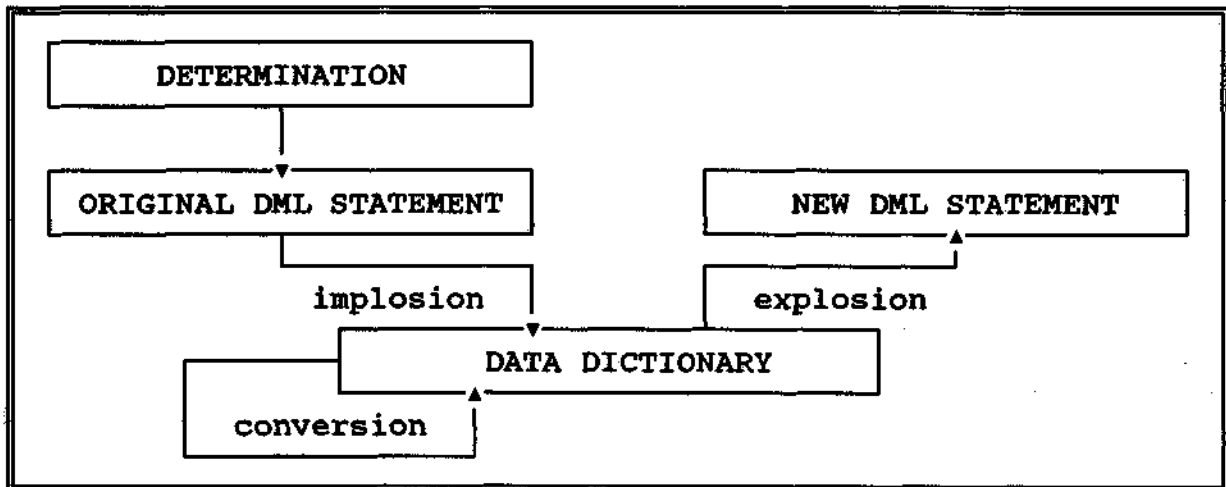 DETERMINATION
ORIGINAL DML STATEMENT
NEW DML STATEMENT
implosion
explosion
DATA DICTIONARY
conversion